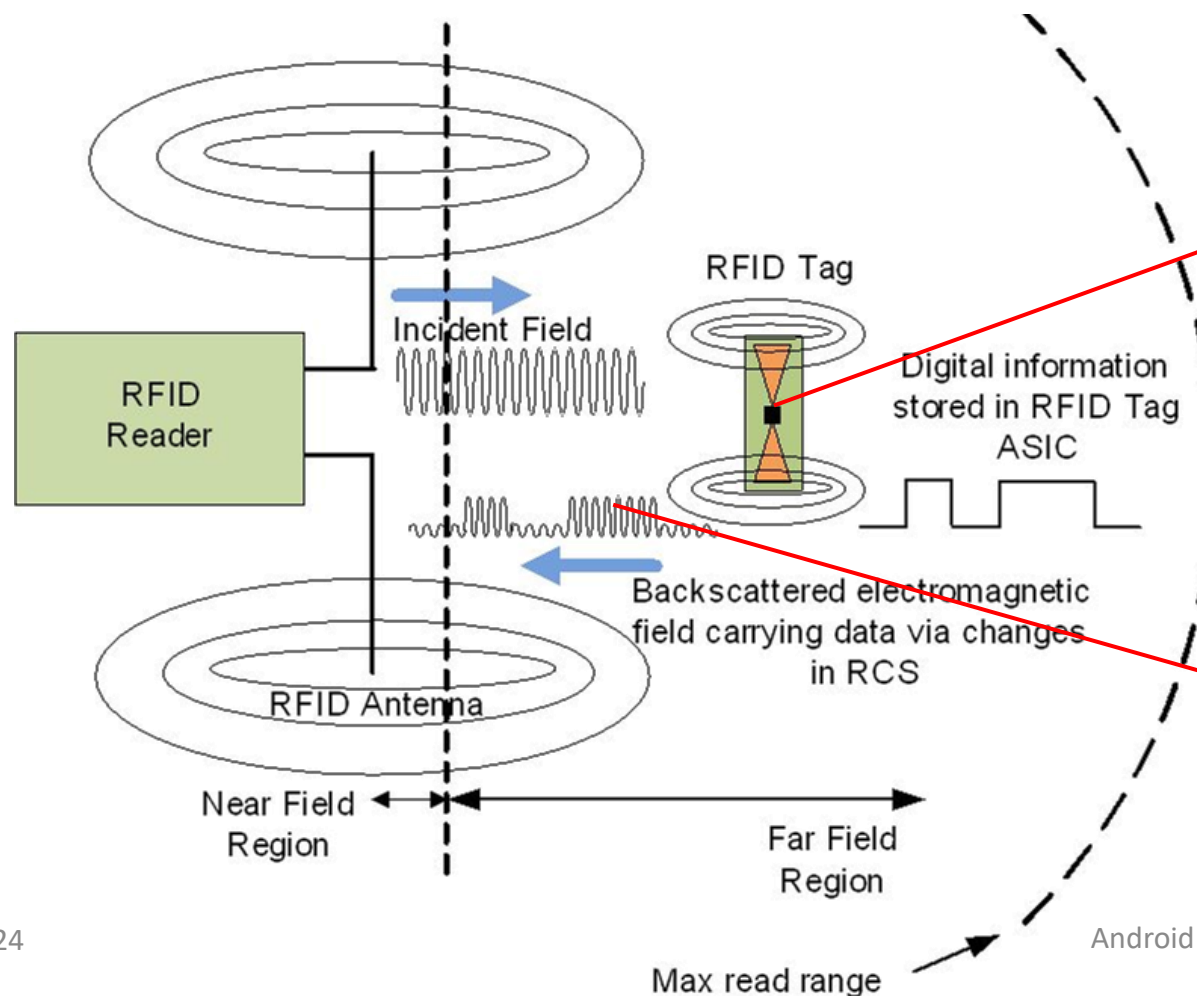 RFID Tag
Incident Field
RFID
Reader
Digital information
stored in RFID Tag
ASIC
Backscattered electromagnetic
field carrying data via changes
in RCS
RFID Antenna
Near Field
Region
Far Field
Region
24
Android
Max read range